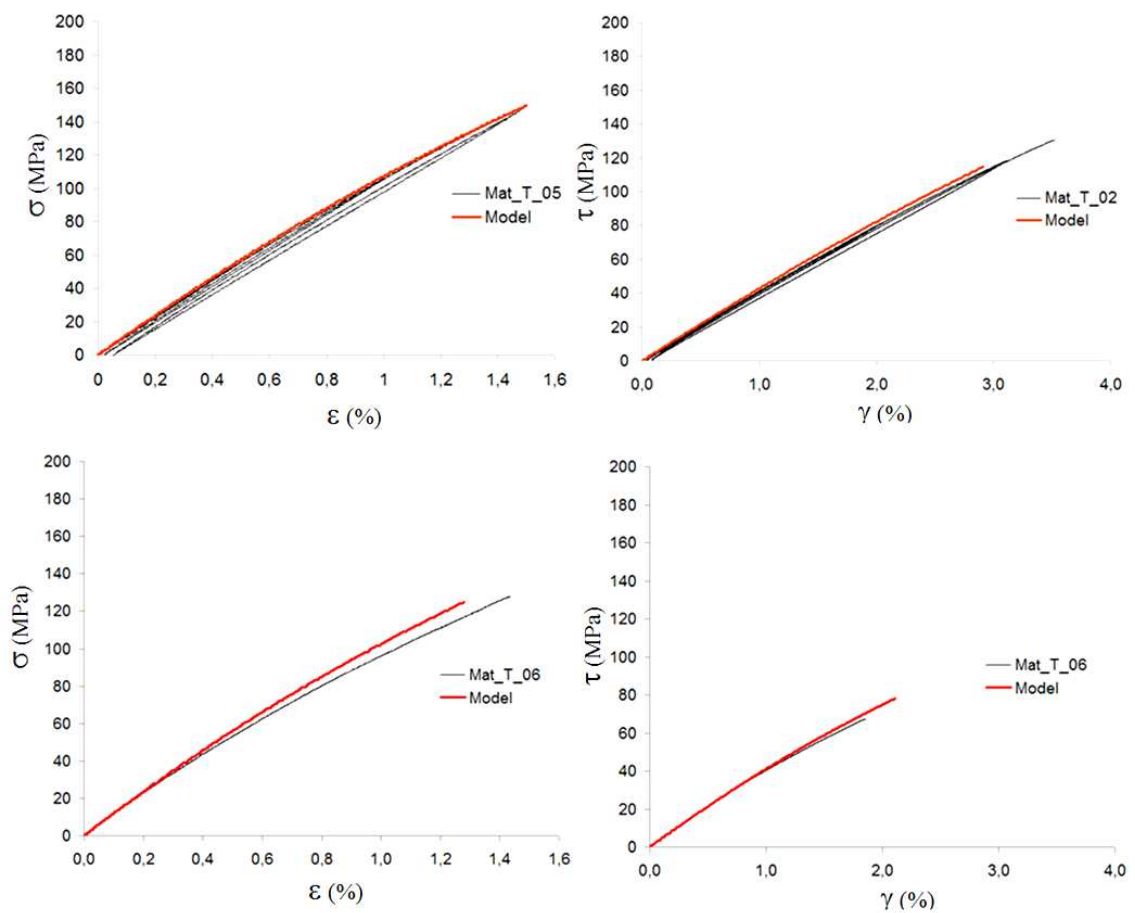 200
180
160
140
120
100
80
60
40
20
0
σ (MPa)
Mat_T_05
Model
0 0,2 0,4 0,6 0,8 1 1,2 1,4 1,6
ε (%)
200
180
160
140
120
100
80
60
40
20
0
τ (MPa)
Mat_T_02
Model
0,0 1,0 2,0 3,0 4,0
γ (%)
200
180
160
140
120
100
80
60
40
20
0
σ (MPa)
Mat_T_06
Model
0,0 0,2 0,4 0,6 0,8 1,0 1,2 1,4 1,6
ε (%)
200
180
160
140
120
100
80
60
40
20
0
τ (MPa)
Mat_T_06
Model
0,0 1,0 2,0 3,0 4,0
γ (%)